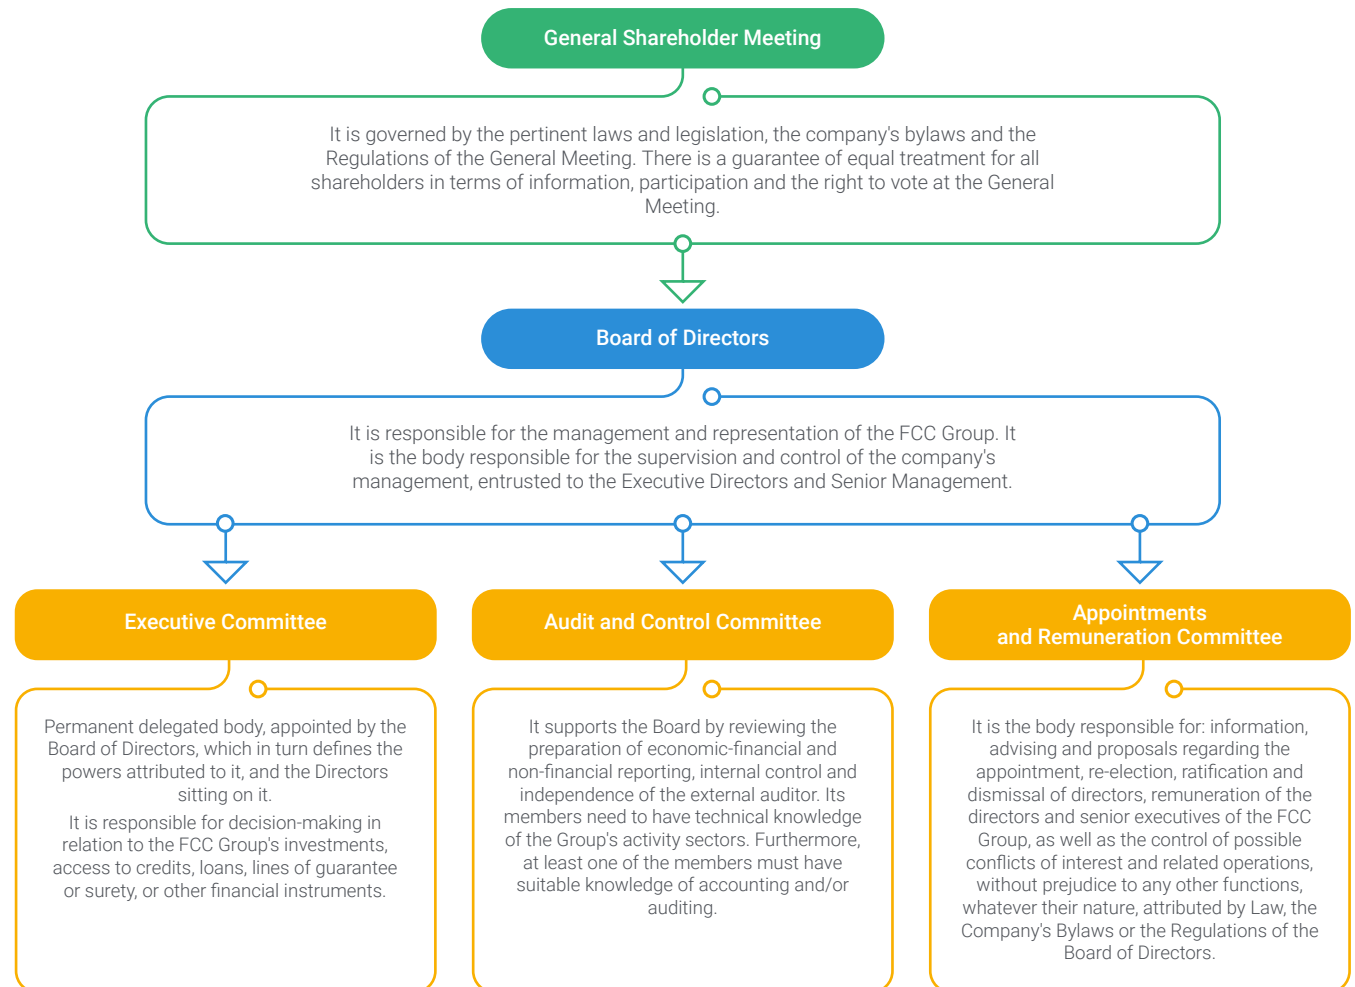 General Shareholder Meeting
It is governed by the pertinent laws and legislation, the company's bylaws and the
Regulations of the General Meeting. There is a guarantee of equal treatment for all
shareholders in terms of information, participation and the right to vote at the General
Meeting.
Board of Directors
It is responsible for the management and representation of the FCC Group. It
is the body responsible for the supervision and control of the company's
management, entrusted to the Executive Directors and Senior Management.
Executive Committee
Permanent delegated body, appointed by the
Board of Directors, which in turn defines the
powers attributed to it, and the Directors
sitting on it.
It is responsible for decision-making in
relation to the FCC Group's investments,
access to credits, loans, lines of guarantee
or surety, or other financial instruments.
Audit and Control Committee
It supports the Board by reviewing the
preparation of economic-financial and
non-financial reporting, internal control and
independence of the external auditor. Its
members need to have technical knowledge
of the Group's activity sectors. Furthermore,
at least one of the members must have
suitable knowledge of accounting and/or
auditing.
Appointments
and Remuneration Committee
It is the body responsible for: information,
advising and proposals regarding the
appointment, re-election, ratification and
dismissal of directors, remuneration of the
directors and senior executives of the FCC
Group, as well as the control of possible
conflicts of interest and related operations,
without prejudice to any other functions,
whatever their nature, attributed by Law, the
Company's Bylaws or the Regulations of the
Board of Directors.